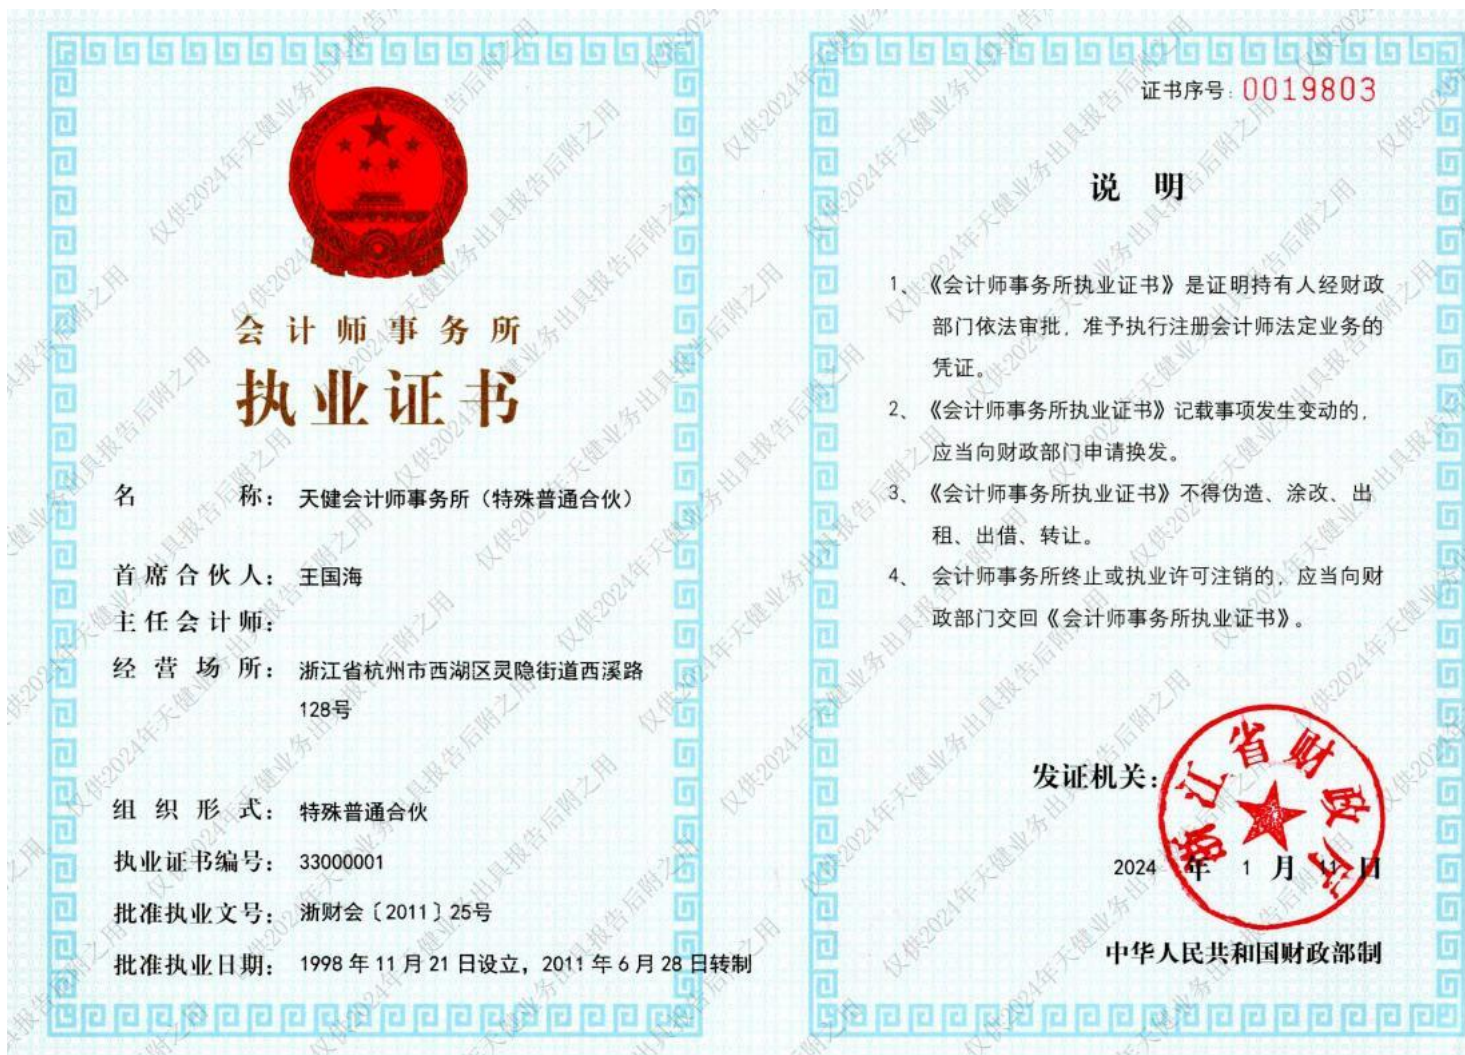 会计师事务所
执业证书
名 称： 天健会计师事务所（特殊普通合伙）
首席合伙人： 王国海
主任会计师：
经营场所： 浙江省杭州市西湖区灵隐街道西溪路
128号
组织形式： 特殊普通合伙
执业证书编号： 33000001
批准执业文号： 浙财会〔2011〕25号
批准执业日期： 1998年11月21日设立，2011年6月28日转制
证书序号：0019803
说 明
1、《会计师事务所执业证书》是证明持有人经财政
部门依法审批，准予执行注册会计师法定业务的
凭证。
2、《会计师事务所执业证书》记载事项发生变动的，
应当向财政部门申请换发。
3、《会计师事务所执业证书》不得伪造、涂改、出
租、出借、转让。
4、会计师事务所终止或执业许可注销的，应当向财
政部门交回《会计师事务所执业证书》。
发证机关：
浙江省财政厅
2024年1月11日
中华人民共和国财政部制
仅供2024年天健业务出具报告后附之用